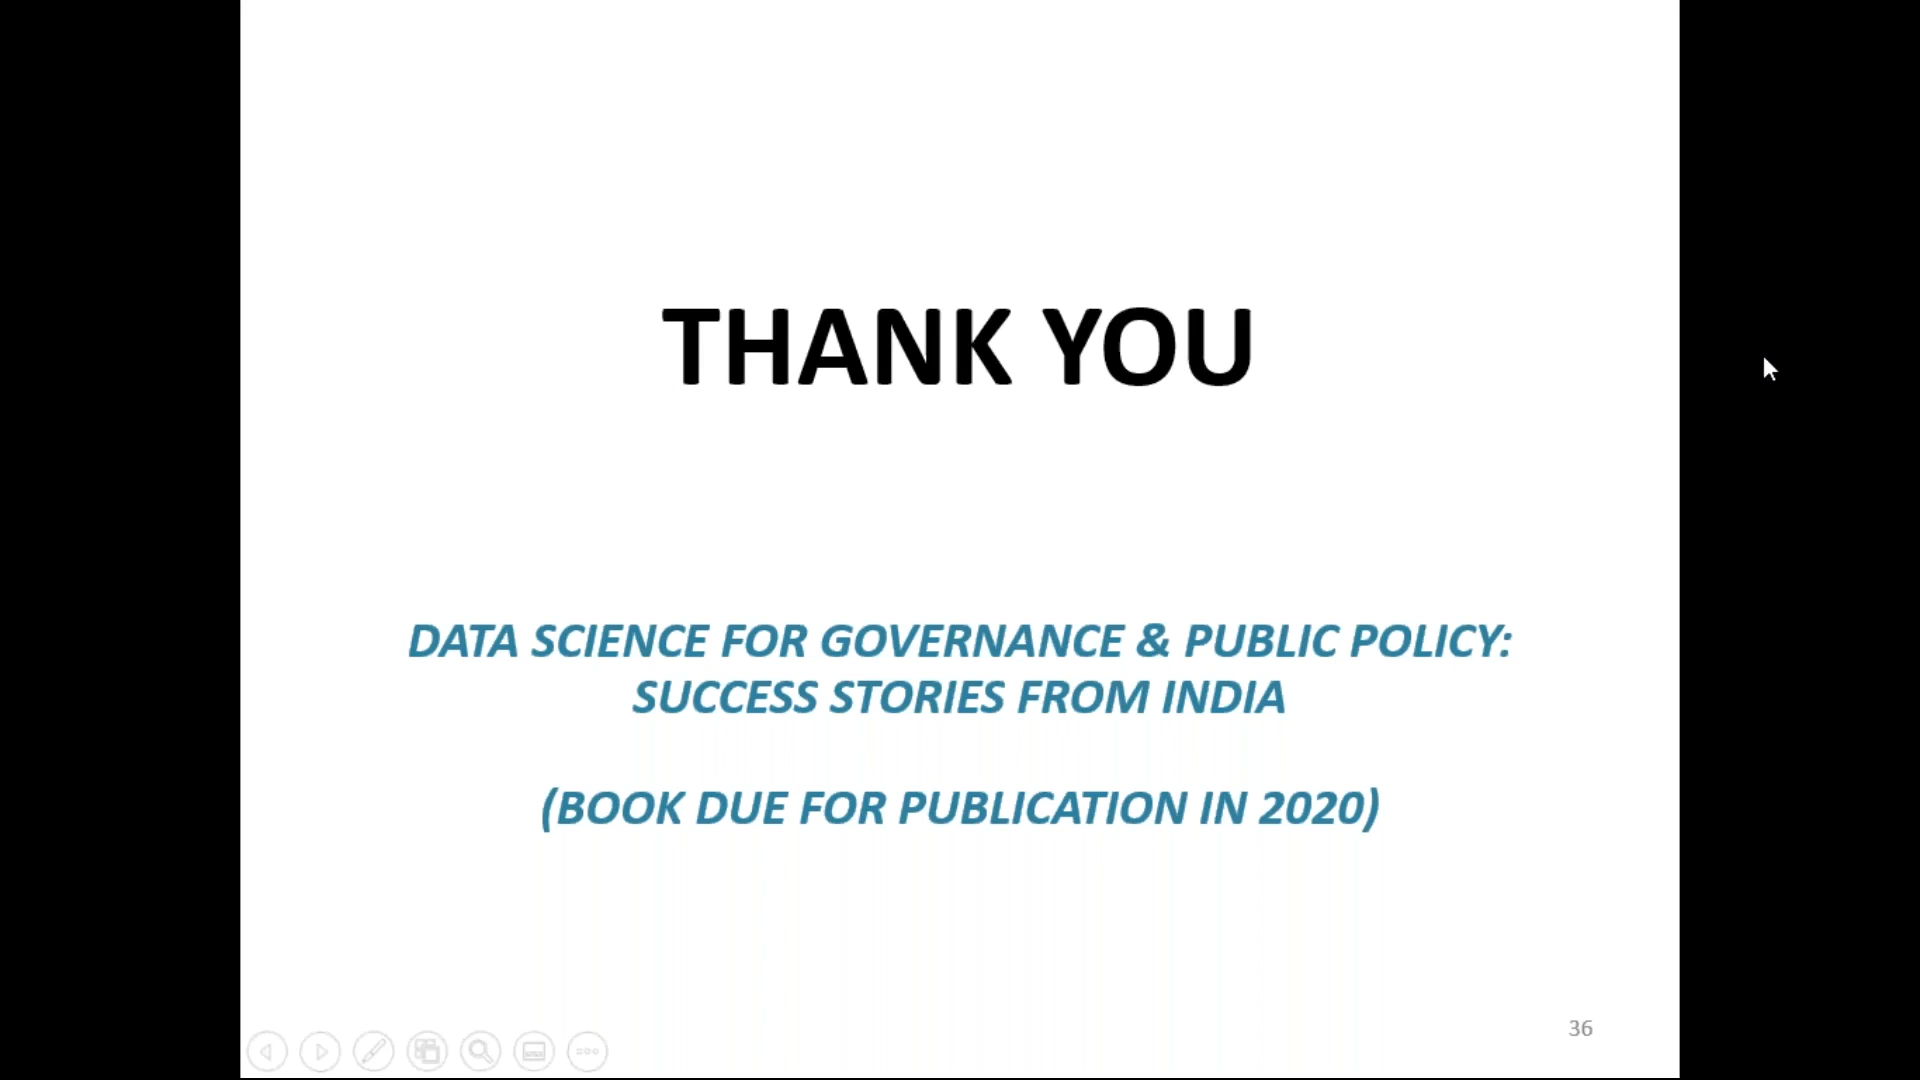 THANK YOU
DATA SCIENCE FOR GOVERNANCE & PUBLIC POLICY:
SUCCESS STORIES FROM INDIA
(BOOK DUE FOR PUBLICATION IN 2020)
36